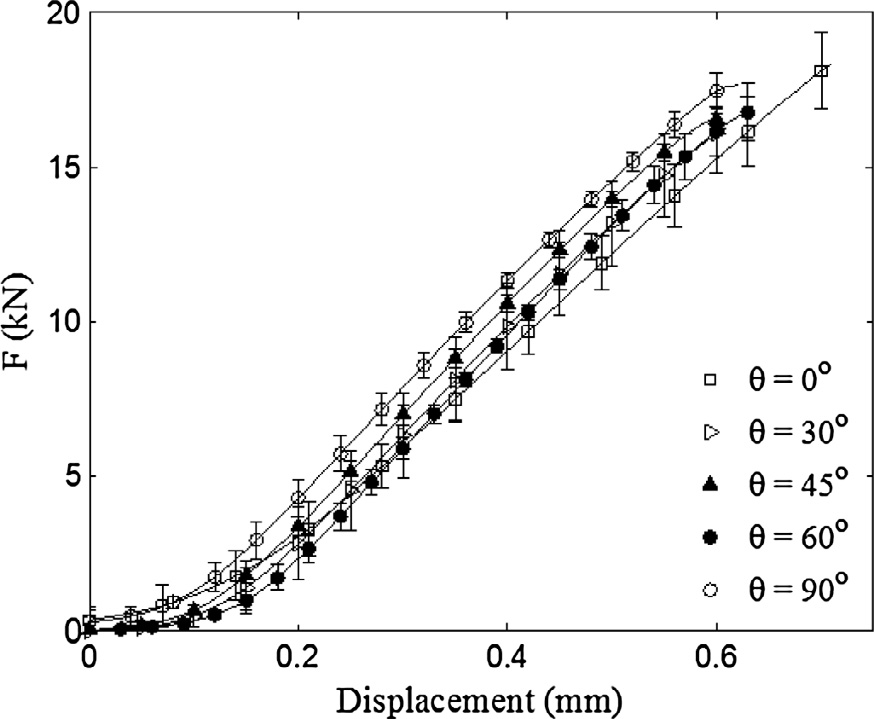 20
15
10
5
0
F (kN)
θ = 0°
θ = 30°
θ = 45°
θ = 60°
θ = 90°
0
0.2
0.4
0.6
Displacement (mm)